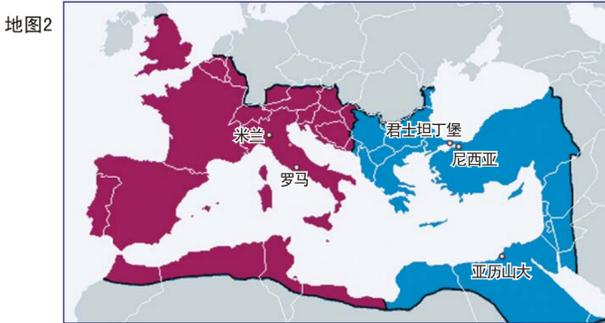 地图2
米兰
君士坦丁堡
尼西亚
罗马
亚历山大